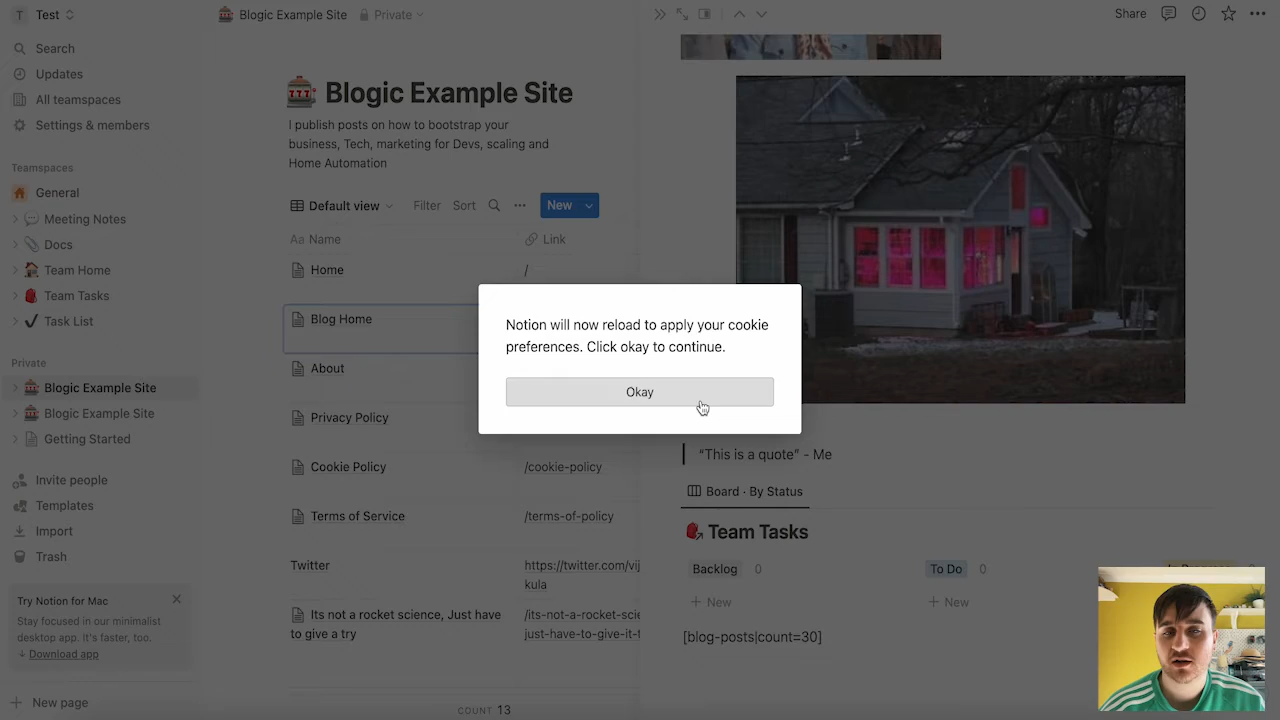 T Test
Search
Updates
All teamspaces
Settings & members
Teamspaces
General
Meeting Notes
Docs
Team Home
Team Tasks
Task List
Private
Blogic Example Site
Blogic Example Site
Getting Started
Invite people
Templates
Import
Trash
Try Notion for Mac
Stay focused in our minimalist
desktop app. It's faster, too.
Download app
New page
Blogic Example Site Private
Share
Blogic Example Site
I publish posts on how to bootstrap your
business, Tech, marketing for Devs, scaling and
Home Automation
Default view Filter Sort New
Aa Name Link
Home /
Blog Home
About
Privacy Policy
Cookie Policy /cookie-policy
Terms of Service /terms-of-policy
Twitter https://twitter.com/vij
kula
Its not a rocket science, Just have /its-not-a-rocket-scie
to give a try just-have-to-give-it-t
COUNT 13
Notion will now reload to apply your cookie
preferences. Click okay to continue.
Okay
“This is a quote” - Me
Board · By Status
Team Tasks
Backlog 0 To Do 0
+ New + New
[blog-posts|count=30]